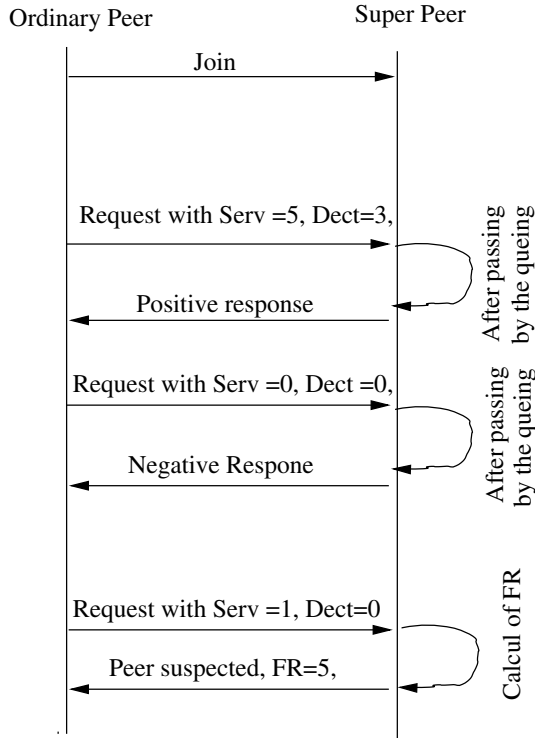 Ordinary Peer
Super Peer
Join
Request with Serv =5, Dect=3,
After passing
by the queing
Positive response
Request with Serv =0, Dect =0,
After passing
by the queing
Negative Respone
Request with Serv =1, Dect=0
Calcul of FR
Peer suspected, FR=5,